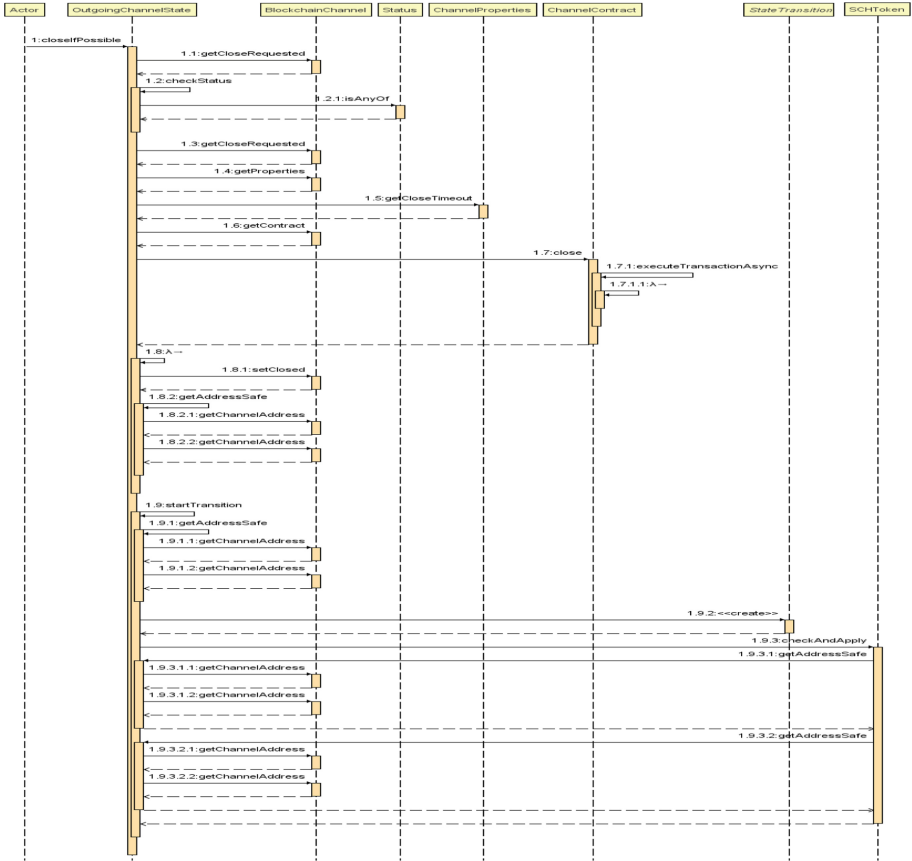 Actor OutgoingChannelState BlockchainChannel Status ChannelProperties ChannelContract StateTransition SCHToken
1:closeIfPossible
1.1:getCloseRequested
1.2:checkStatus
1.2.1:isAnyOf
1.3:getCloseRequested
1.4:getProperties
1.5:getCloseTimeout
1.6:getContract
1.7:close
1.7.1:executeTransactionAsync
1.7.1.1:λ→
1.8:λ→
1.8.1:setClosed
1.8.2:getAddressSafe
1.8.2.1:getChannelAddress
1.8.2.2:getChannelAddress
1.9:startTransition
1.9.1:getAddressSafe
1.9.1.1:getChannelAddress
1.9.1.2:getChannelAddress
1.9.2:<<create>>
1.9.3:checkAndApply
1.9.3.1:getAddressSafe
1.9.3.1.1:getChannelAddress
1.9.3.1.2:getChannelAddress
1.9.3.2:getAddressSafe
1.9.3.2.1:getChannelAddress
1.9.3.2.2:getChannelAddress